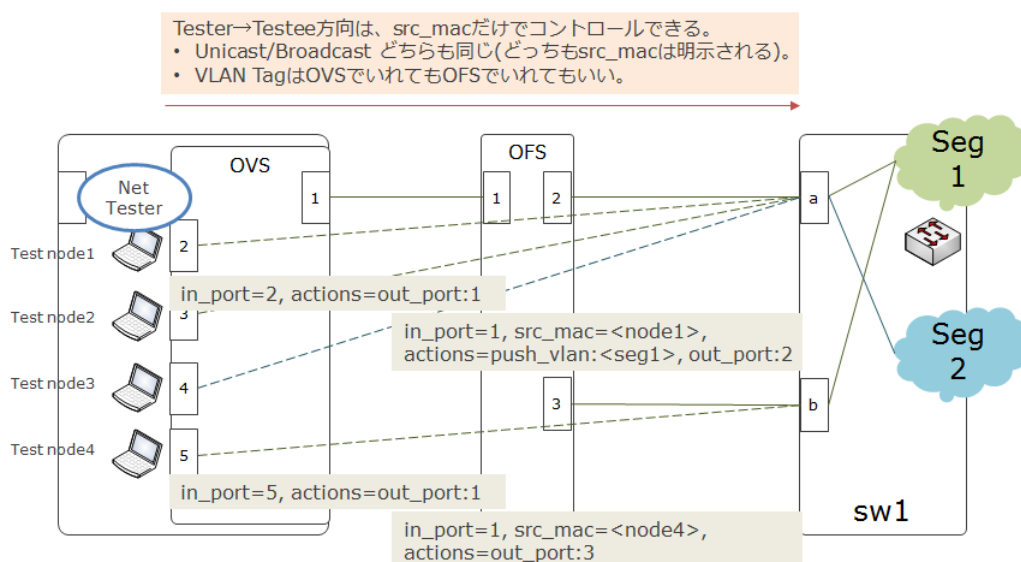 Tester→Testee方向は、src_macだけでコントロールできる。
• Unicast/Broadcast どちらも同じ(どっちもsrc_macは明示される)。
• VLAN TagはOVSでいれてもOFSでいれてもいい。
OVS
OFS
Seg
1
Net
Tester
1
1
2
a
Test node1
2
in_port=2, actions=out_port:1
Test node2
3
in_port=1, src_mac=<node1>,
actions=push_vlan:<seg1>, out_port:2
Seg
2
Test node3
4
3
b
Test node4
5
in_port=5, actions=out_port:1
sw1
in_port=1, src_mac=<node4>,
actions=out_port:3